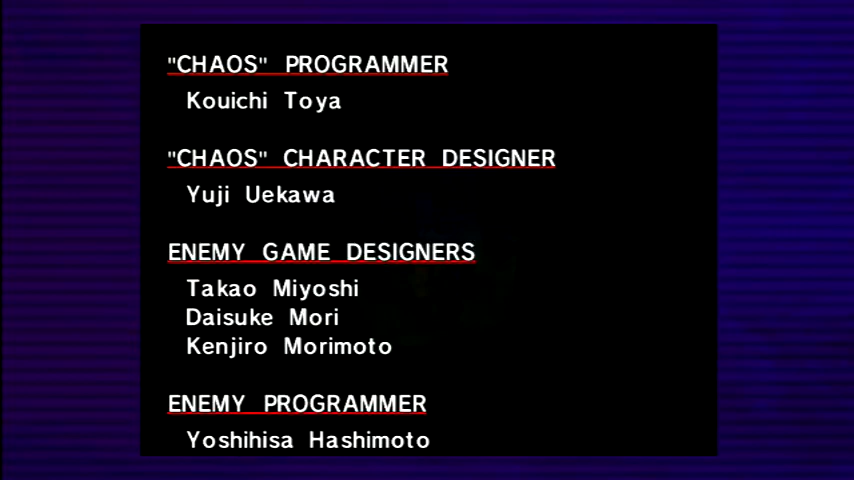 "CHAOS" PROGRAMMER
Kouichi Toya
"CHAOS" CHARACTER DESIGNER
Yuji Uekawa
ENEMY GAME DESIGNERS
Takao Miyoshi
Daisuke Mori
Kenjiro Morimoto
ENEMY PROGRAMMER
Yoshihisa Hashimoto